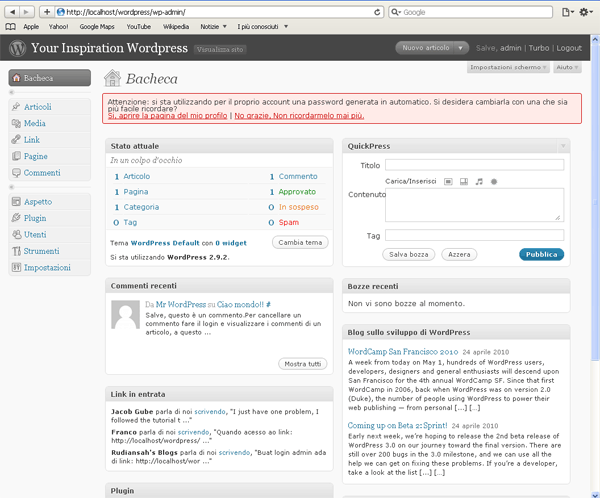 http://localhost/wordpress/wp-admin/
Google
Apple Yahoo! Google Maps YouTube Wikipedia Notizie I più conosciuti
Your Inspiration Wordpress Visualizza sito
Nuovo articolo Salve, admin | Turbo | Logout
Impostazioni schermo Aiuto
Bacheca
Articoli
Media
Link
Pagine
Commenti
Aspetto
Plugin
Utenti
Strumenti
Impostazioni
Bacheca
Attenzione: si sta utilizzando per il proprio account una password generata in automatico. Si desidera cambiarla con una che sia
più facile ricordare?
Si, aprire la pagina del mio profilo | No grazie. Non ricordarmelo mai più.
Stato attuale
In un colpo d'occhio
1 Articolo 1 Commento
1 Pagina 1 Approvato
1 Categoria 0 In sospeso
0 Tag 0 Spam
Tema WordPress Default con 0 widget Cambia tema
Si sta utilizzando WordPress 2.9.2.
Commenti recenti
Da Mr WordPress su Ciao mondo!! #
Salve, questo è un commento.Per cancellare un
commento fare il login e visualizzare i commenti di un
articolo, a questo ...
Mostra tutti
Link in entrata
Jacob Gube parla di noi scrivendo, "I just have one problem, I
followed the tutorial t ..."
Franco parla di noi scrivendo, "Quando acesso ao link:
http://localhost/wordpress/ ..."
Rudiansah's Blogs parla di noi scrivendo, "Buat login admin ada
di link: http://localhost/wor ..."
Plugin
QuickPress
Titolo
Carica/Inserisci
Contenuto
Tag
Salva bozza Azzera Pubblica
Bozze recenti
Non vi sono bozze al momento.
Blog sullo sviluppo di WordPress
WordCamp San Francisco 2010 24 aprile 2010
A week from today on May 1, hundreds of WordPress users,
developers, designers and general enthusiasts will descend upon
San Francisco for the 4th annual WordCamp SF. Since that first
WordCamp in 2006, back when WordPress was on version 2.0
(Duke), the number of people using WordPress to power their
web publishing — from personal [...] [...]
Coming up on Beta 2: Sprint! 24 aprile 2010
Early next week, we're hoping to release the 2nd beta release of
WordPress 3.0 on our journey toward the final version. There are
still over 200 bugs in the 3.0 milestone, and we can use all the
help we can get on fixing these problems. If you're a developer,
take a look at the list [...] [...]